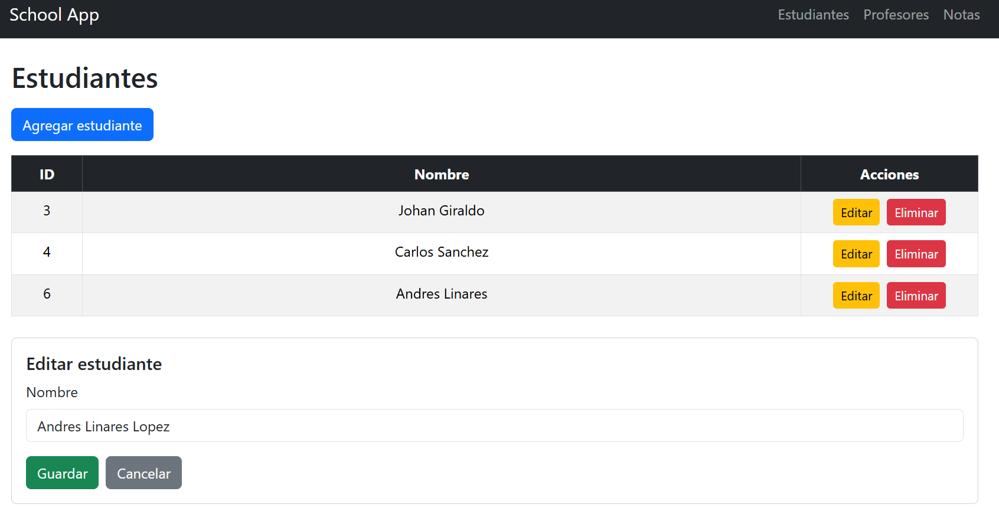 School App Estudiantes Profesores Notas
Estudiantes
Agregar estudiante
ID Nombre Acciones
3 Johan Giraldo Editar Eliminar
4 Carlos Sanchez Editar Eliminar
6 Andres Linares Editar Eliminar
Editar estudiante
Nombre
Andres Linares Lopez
Guardar Cancelar